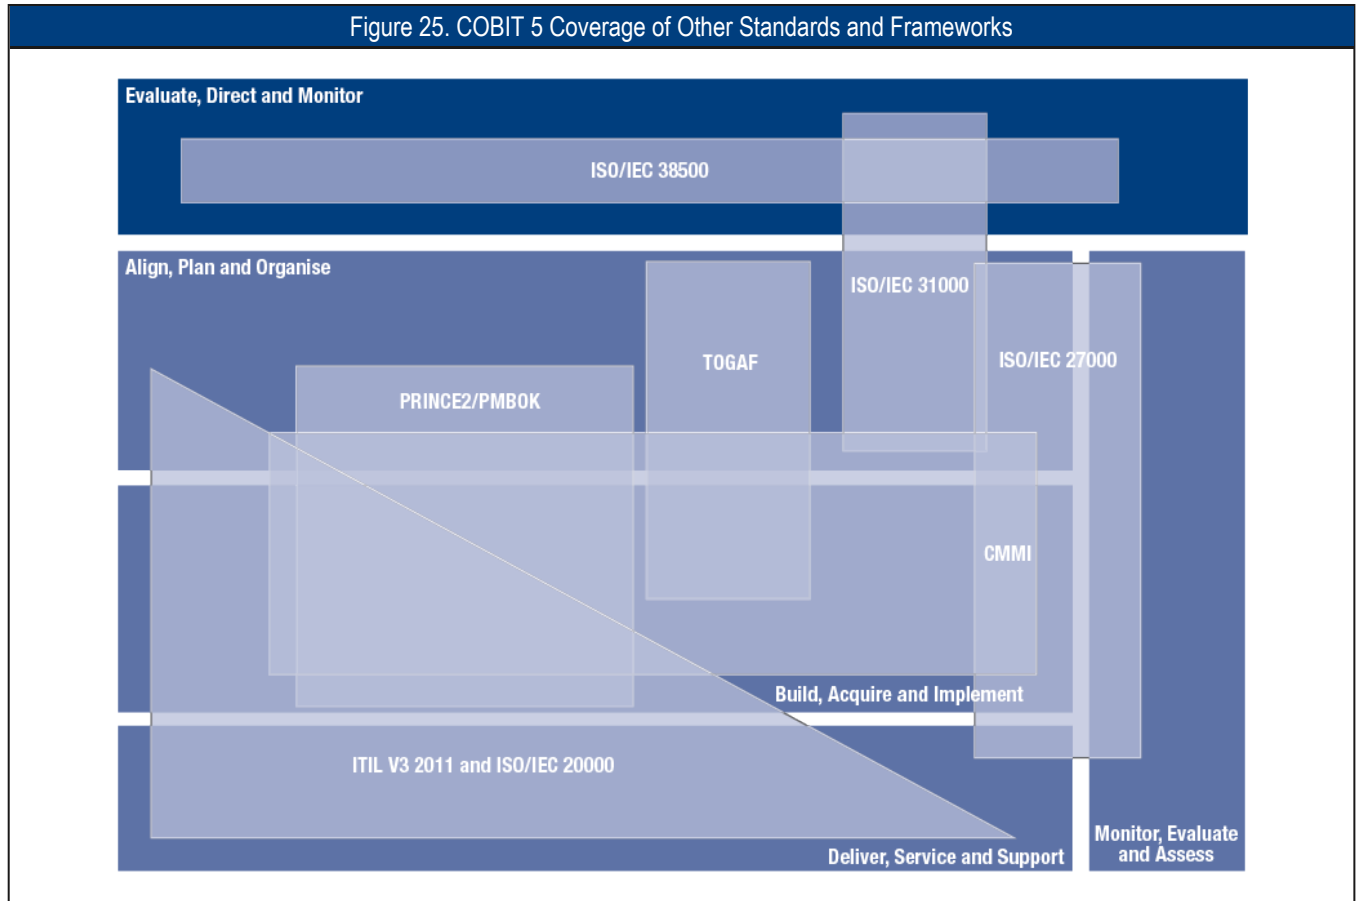 Figure 25. COBIT 5 Coverage of Other Standards and Frameworks
Evaluate, Direct and Monitor
ISO/IEC 38500
Align, Plan and Organise
ISO/IEC 31000
TOGAF
ISO/IEC 27000
PRINCE2/PMBOK
CMMI
Build, Acquire and Implement
ITIL V3 2011 and ISO/IEC 20000
Deliver, Service and Support
Monitor, Evaluate
and Assess